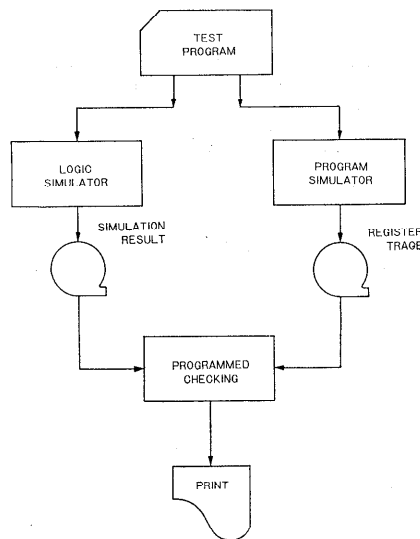 TEST
PROGRAM
LOGIC
SIMULATOR
PROGRAM
SIMULATOR
SIMULATION
RESULT
REGISTER
TRACE
PROGRAMMED
CHECKING
PRINT